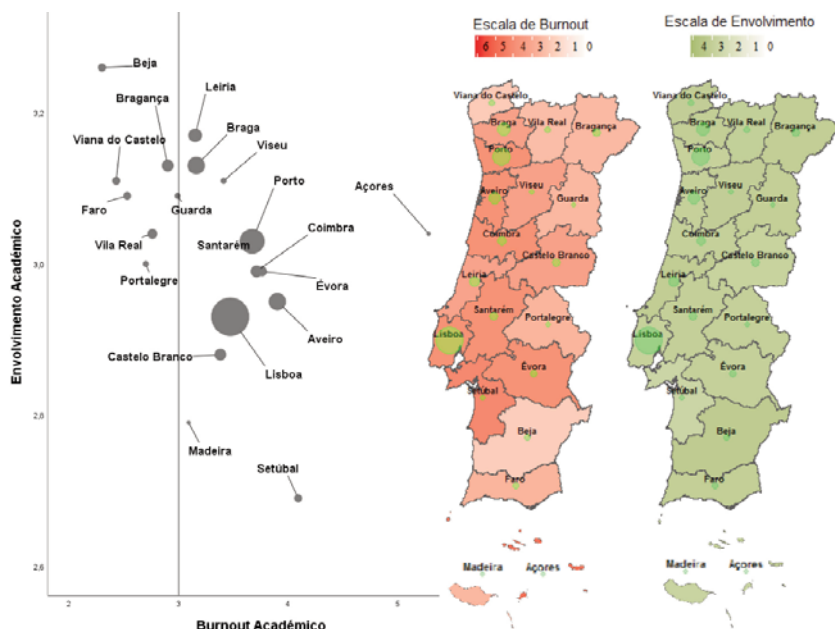 Envolvimento Académico
3,2
3,0
2,8
2,6
2
3
4
5
Burnout Académico
Beja
Leiria
Bragança
Braga
Viana do Castelo
Viseu
Porto
Açores
Faro
Guarda
Coimbra
Vila Real
Santarém
Portalegre
Évora
Aveiro
Castelo Branco
Lisboa
Madeira
Setúbal
Escala de Burnout
6 5 4 3 2 1 0
Viana do Castelo
Braga
Vila Real
Bragança
Porto
Aveiro
Viseu
Guarda
Coimbra
Castelo Branco
Leiria
Santarém
Portalegre
Lisboa
Évora
Setúbal
Beja
Faro
Madeira
Açores
Escala de Envolvimento
4 3 2 1 0
Viana do Castelo
Braga
Vila Real
Bragança
Porto
Aveiro
Viseu
Guarda
Coimbra
Castelo Branco
Leiria
Santarém
Portalegre
Lisboa
Évora
Setúbal
Beja
Faro
Madeira
Açores